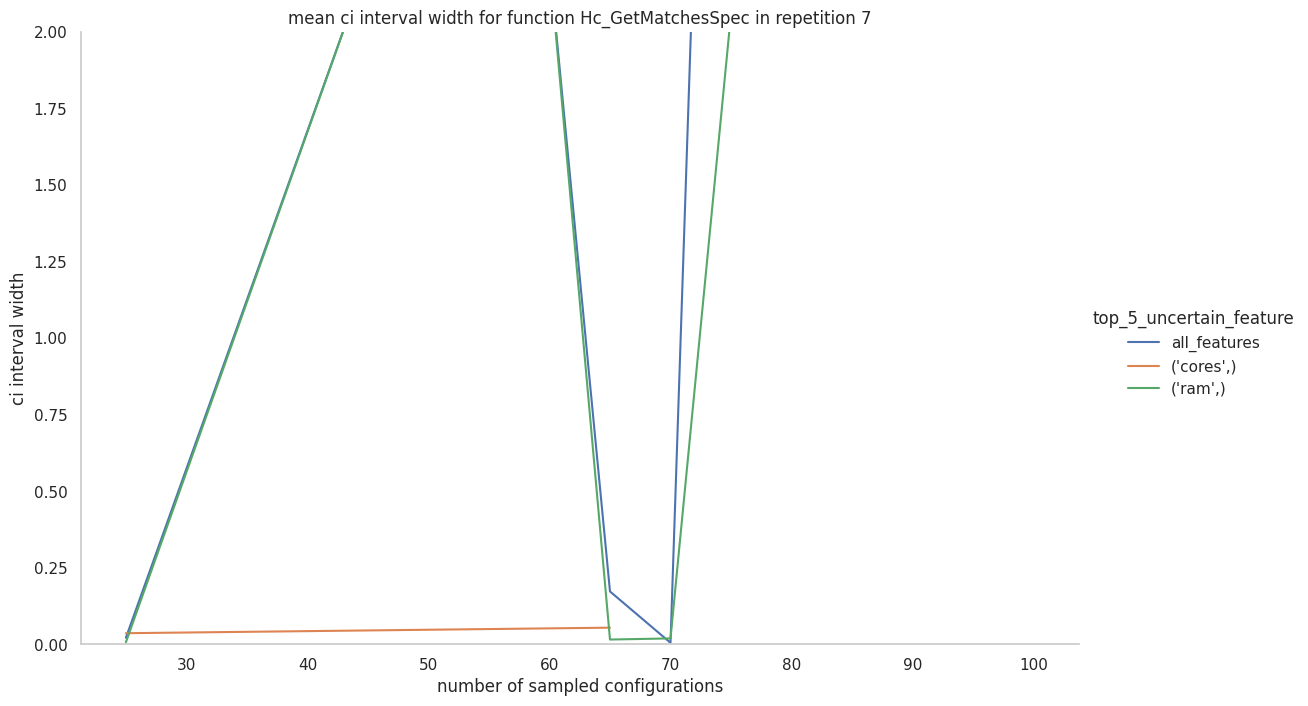 mean ci interval width for function Hc_GetMatchesSpec in repetition 7
2.00
1.75
1.50
1.25
1.00
0.75
0.50
0.25
0.00
ci interval width
30 40 50 60 70 80 90 100
number of sampled configurations
top_5_uncertain_feature
all_features
('cores',)
('ram',)